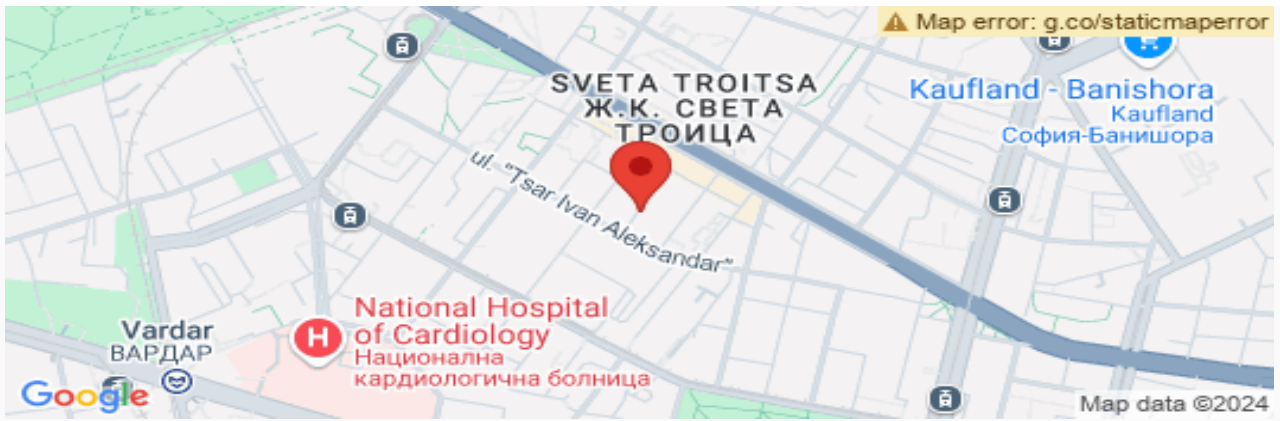 Map error: g.co/staticmaperror
SVETA TROITSA
Ж.К. СВЕТА
ТРОИЦА
Kaufland - Banishora
Kaufland
София-Банишора
ul. "Tsar Ivan Aleksandar"
National Hospital
of Cardiology
Национална
кардиологична болница
H
Vardar
ВАРДАР
Google
Map data ©2024